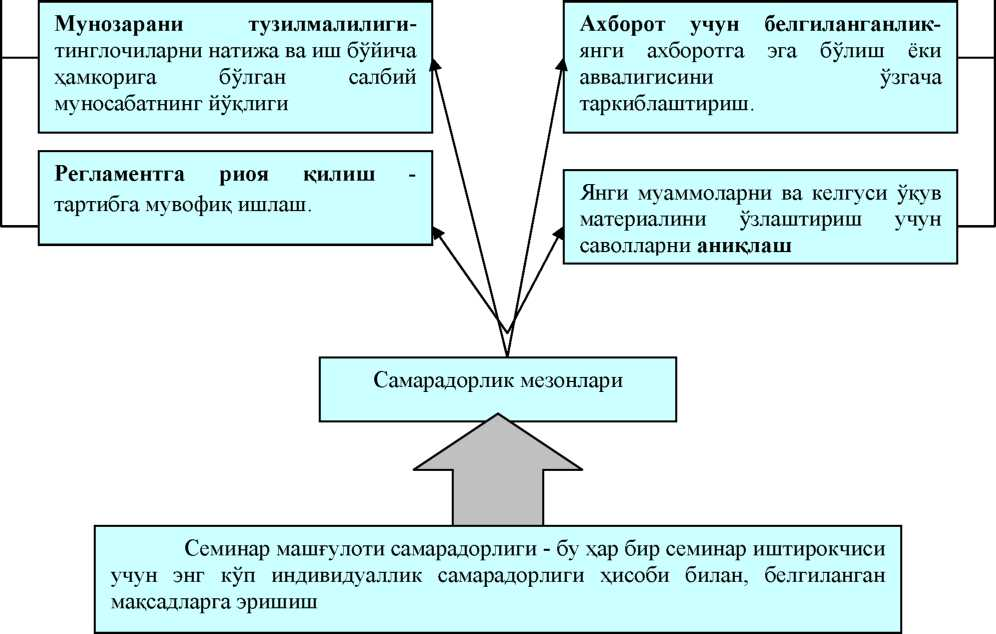 Мунозарани тузилмалилиги-
тинглочиларни натижа ва иш бўйича
ҳамкорига бўлган салбий
муносабатнинг йўқлиги
Ахборот учун белгиланганлик-
янги ахборотга эга бўлиш ёки
аввалигисини ўзгача
таркиблаштириш.
Регламентга риоя қилиш -
тартибга мувофиқ ишлаш.
Янги муаммоларни ва келгуси ўқув
материалини ўзлаштириш учун
саволларни аниқлаш
Самарадорлик мезонлари
Семинар машғулоти самарадорлиги - бу ҳар бир семинар иштирокчиси
учун энг кўп индивидуаллик самарадорлиги ҳисоби билан, белгиланган
мақсадларга эришиш